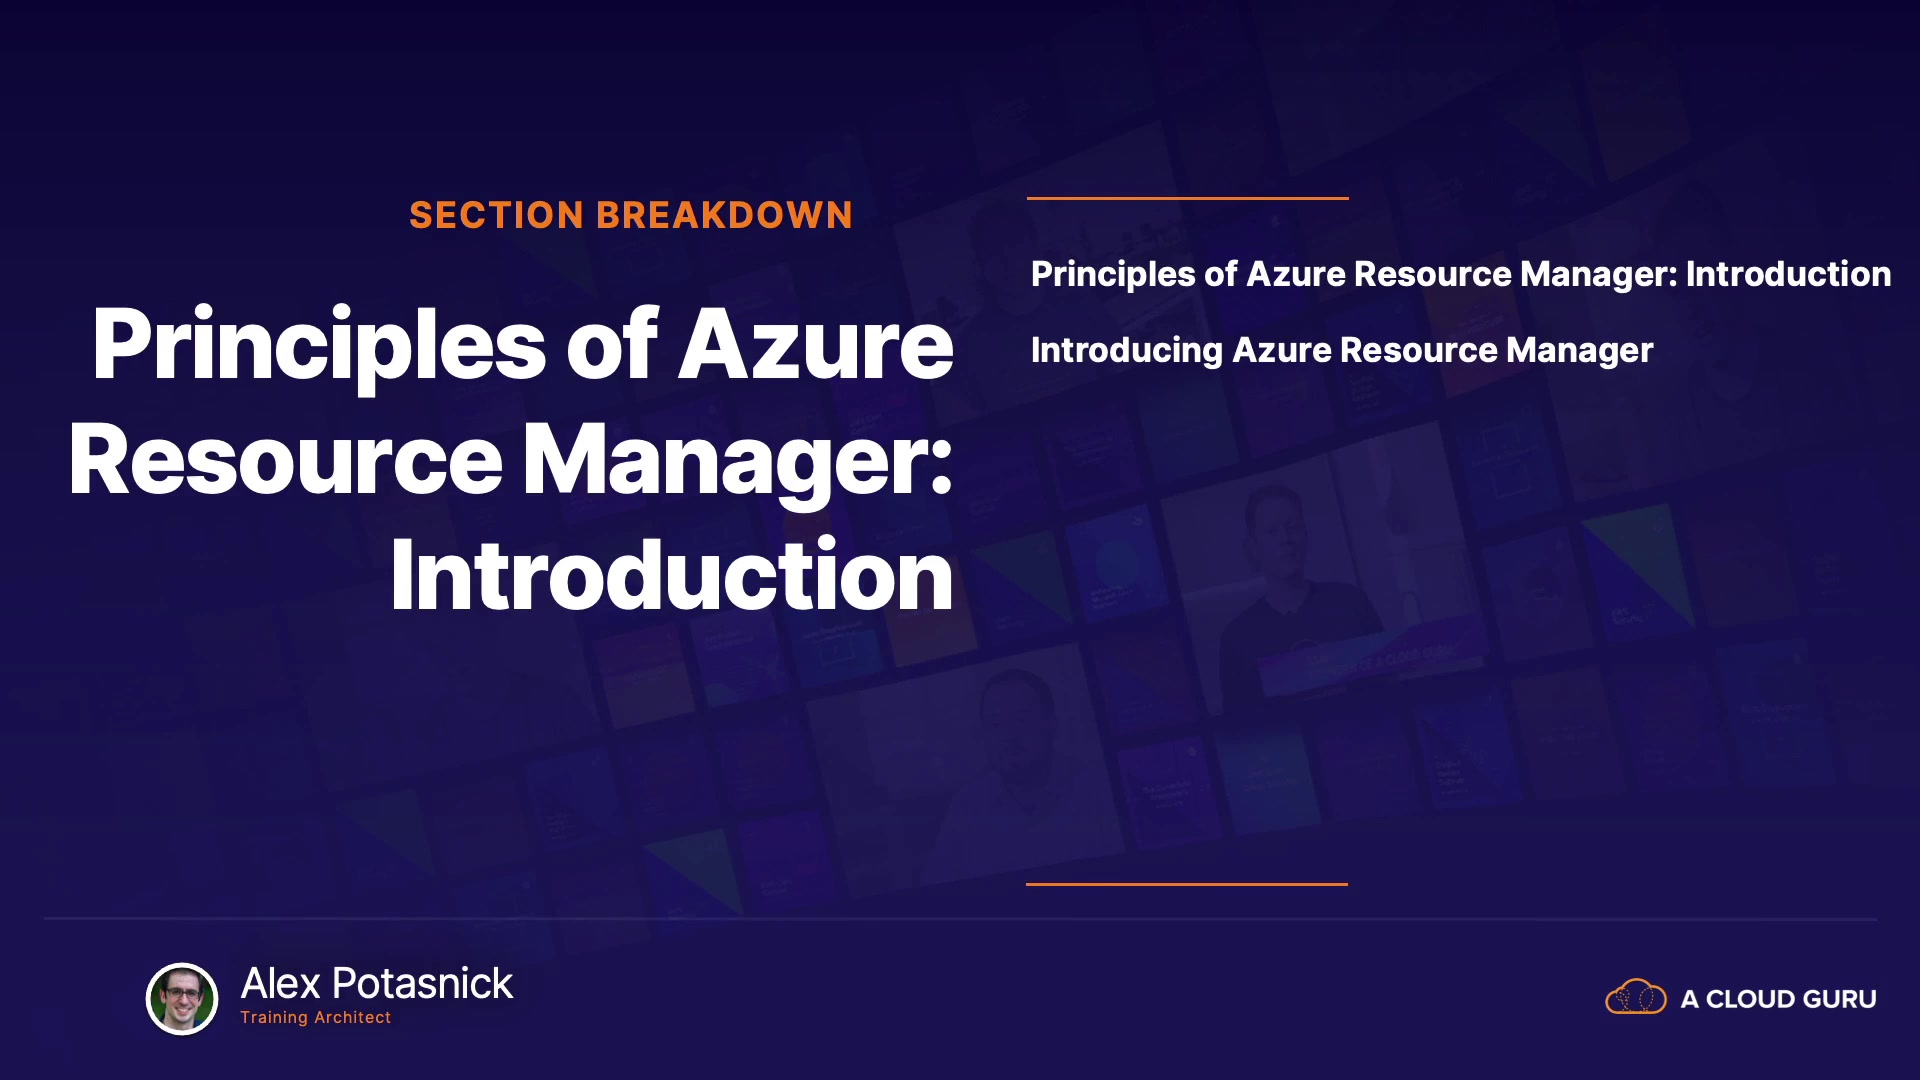 SECTION BREAKDOWN
Principles of Azure
Resource Manager:
Introduction
Principles of Azure Resource Manager: Introduction
Introducing Azure Resource Manager
Alex Potasnick
Training Architect
A CLOUD GURU